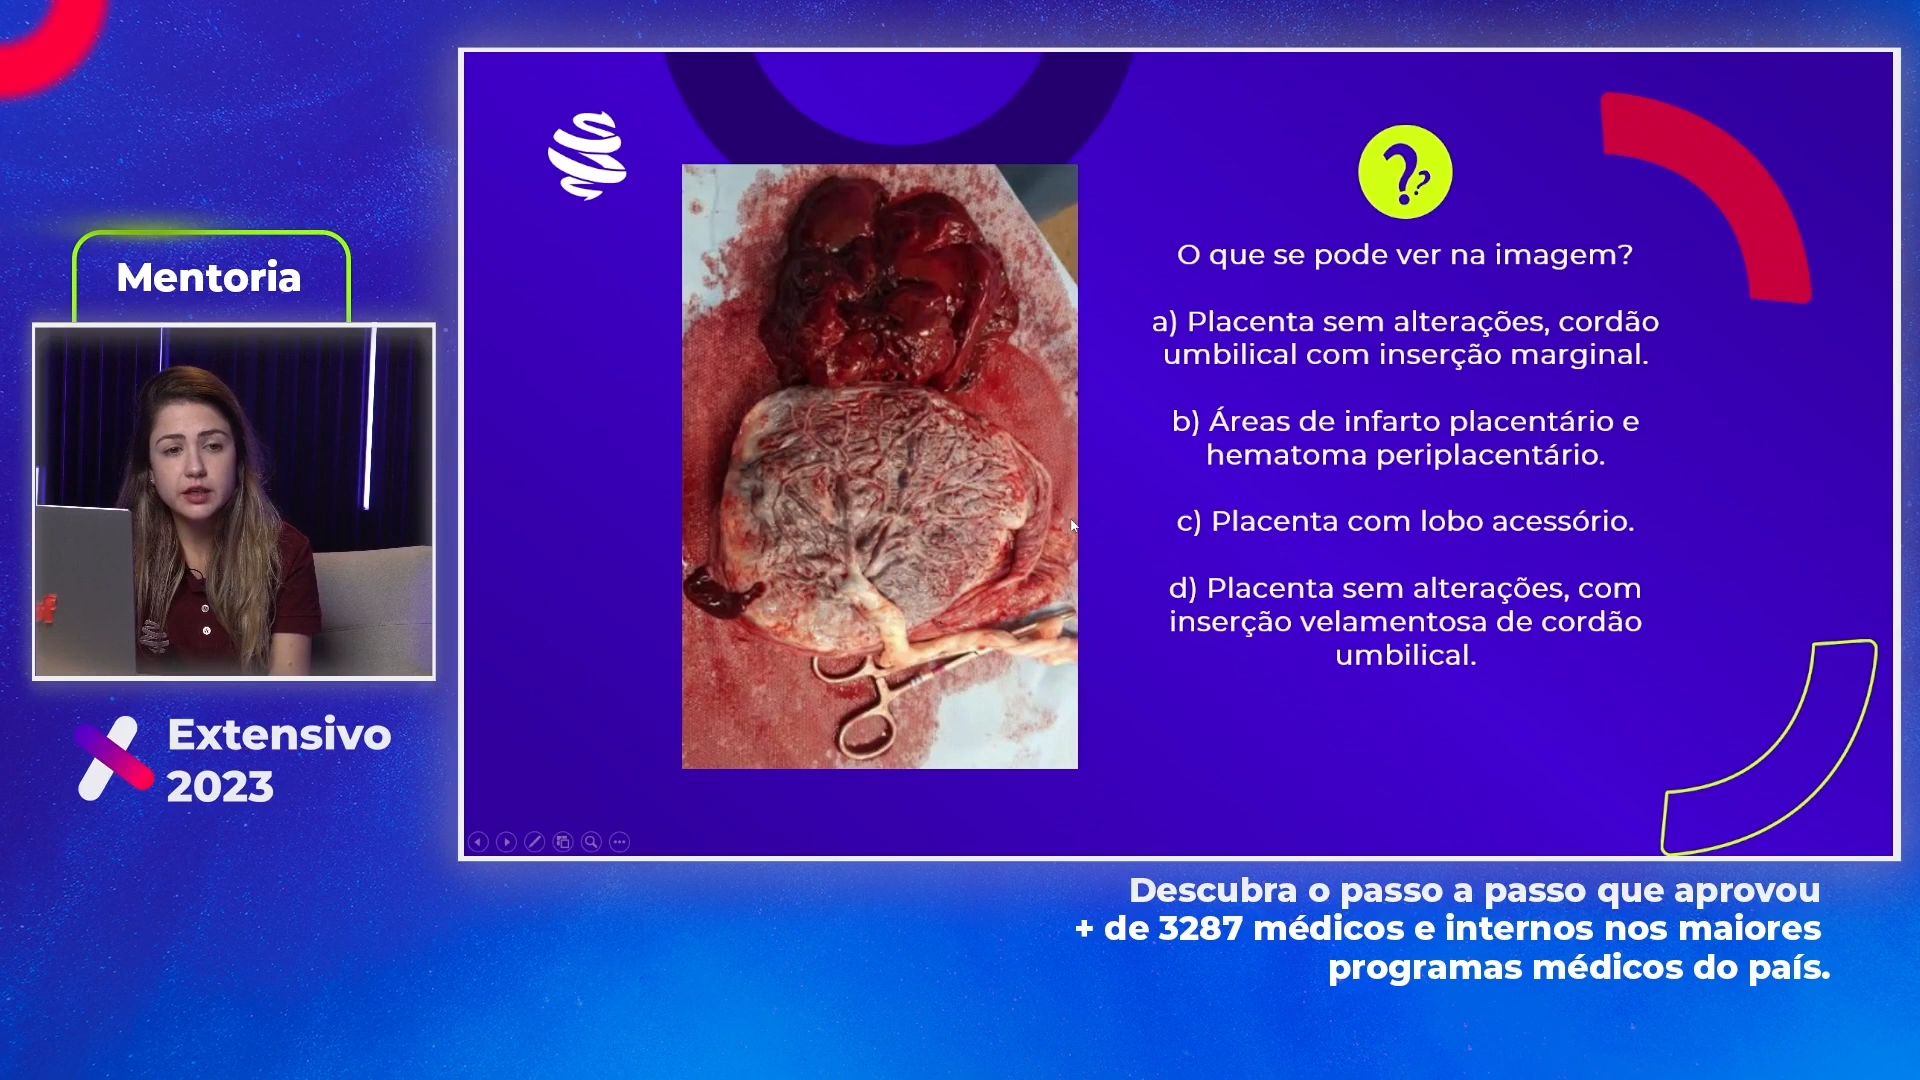 Mentoria
Extensivo
2023
O que se pode ver na imagem?
a) Placenta sem alterações, cordão
umbilical com inserção marginal.
b) Áreas de infarto placentário e
hematoma periplacentário.
c) Placenta com lobo acessório.
d) Placenta sem alterações, com
inserção velamentosa de cordão
umbilical.
Descubra o passo a passo que aprovou
+ de 3287 médicos e internos nos maiores
programas médicos do país.